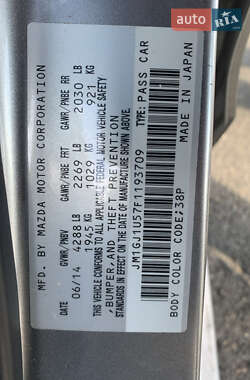 AUTO RIA
MFD. BY MAZDA MOTOR CORPORATION
GAWR/PNBE FRT GAWR/PNBE RR
06/14 4288 LB 2269 LB 2030 LB
1945 KG 1029 KG 921 KG
THIS VEHICLE CONFORMS TO ALL APPLICABLE FEDERAL MOTOR VEHICLE SAFETY
,BUMPER,AND THEFT PREVENTION
STANDARDS IN EFFECT ON THE DATE OF MANUFACTURE SHOWN ABOVE.
JM1GJ1U57F1193709 TYPE: PASS CAR
BODY COLOR CODE;38P MADE IN JAPAN